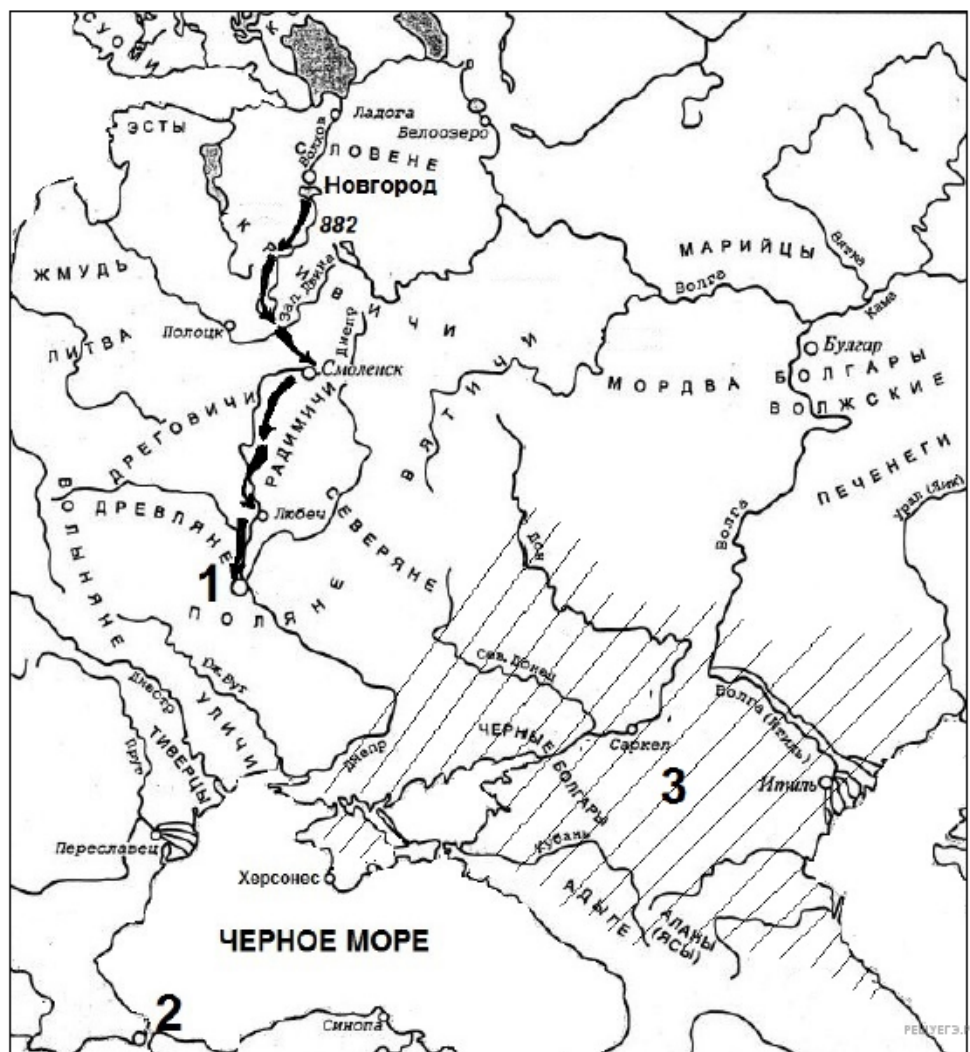 СУОМИ
ЭСТЫ
Ладога
Белоозеро
Волхов
СЛОВЕНЕ
Новгород
882
КРИВИЧИ
ЖМУДЬ
Зап. Двина
МАРИЙЦЫ
Вятка
Волга
Кама
Полоцк
Днепр
ЛИТВА
Смоленск
Булгар
МОРДВА
БОЛГАРЫ
ВОЛЖСКИЕ
ВЯТИЧИ
ДРЕГОВИЧИ
РАДИМИЧИ
ПЕЧЕНЕГИ
Урал (Яик)
ВОЛЫНЯНЕ
ДРЕВЛЯНЕ
Любеч
СЕВЕРЯНЕ
Дон
Волга
1
ПОЛЯНЕ
Сев. Донец
Юж. Буг
Днестр
УЛИЧИ
ТИВЕРЦЫ
Прут
Днепр
ЧЕРНЫЕ
БОЛГАРЫ
Саркел
Волга (Итиль)
3
Итиль
Переславец
Кубань
Херсонес
АДЫГЕ
АЛАНЫ
(ЯСЫ)
ЧЕРНОЕ МОРЕ
2
Синопа